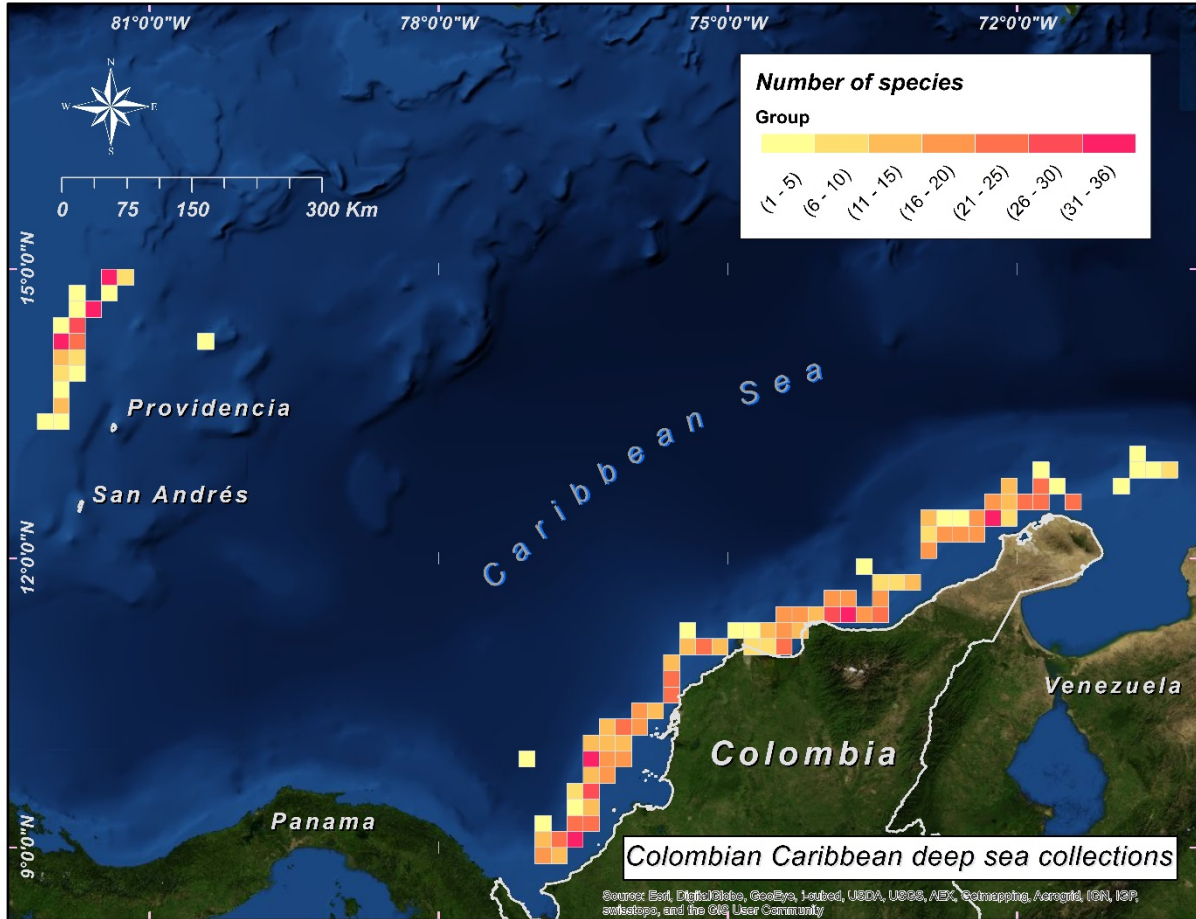 81°0'0"W 78°0'0"W 75°0'0"W 72°0'0"W
N
W E
S
0 75 150 300 Km
Number of species
Group
(1 - 5) (6 - 10) (11 - 15) (16 - 20) (21 - 25) (26 - 30) (31 - 36)
15°0'0"N
12°0'0"N
9°0'0"N
Providencia
San Andrés
Caribbean Sea
Venezuela
Colombia
Panama
Colombian Caribbean deep sea collections
Source: Esri, DigitalGlobe, GeoEye, i-cubed, USDA, USGS, AEX, Getmapping, Aerogrid, IGN, IGP,
swisstopo, and the GIS User Community